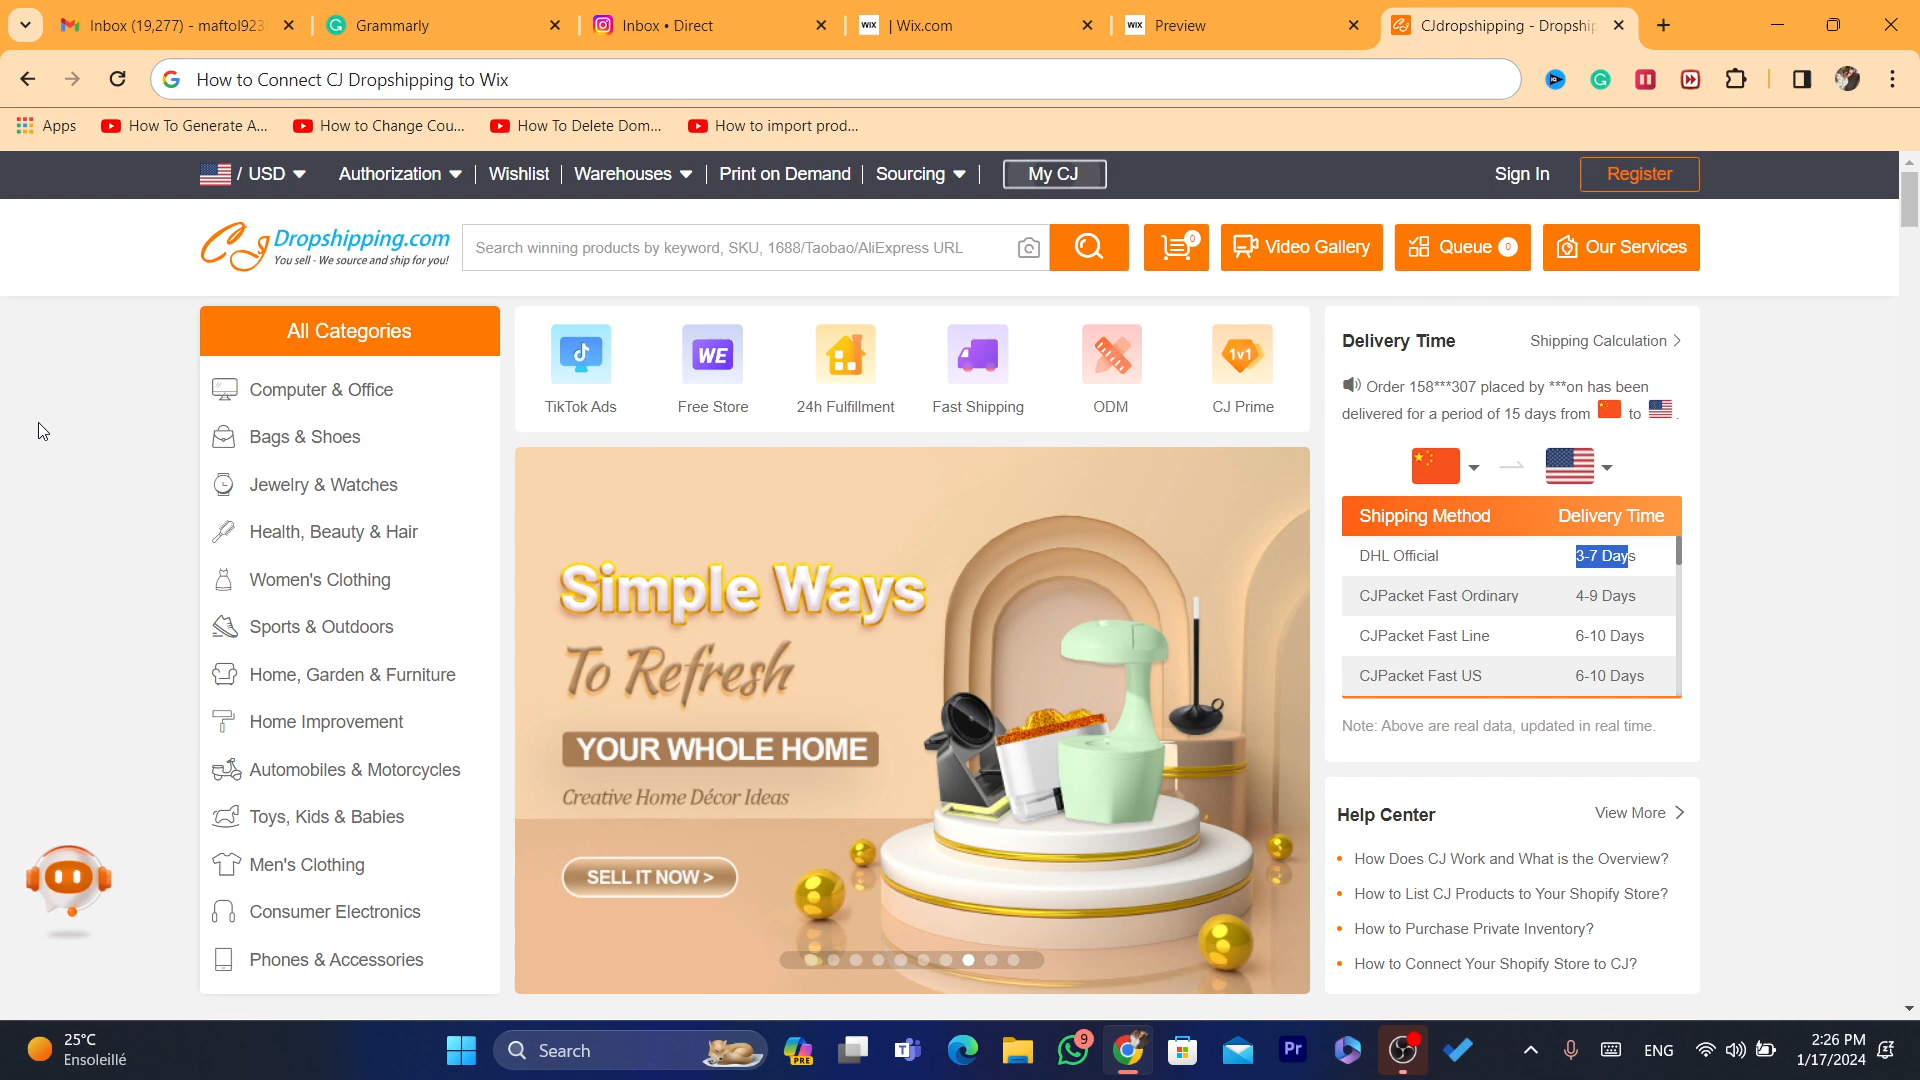 Inbox (19,277) - maftol923
Grammarly
Inbox • Direct
WIX | Wix.com
WIX Preview
CJdropshipping - Dropship
How to Connect CJ Dropshipping to Wix
Apps
How To Generate A...
How to Change Cou...
How To Delete Dom...
How to import prod...
/ USD
Authorization
Wishlist
Warehouses
Print on Demand
Sourcing
My CJ
Sign In
Register
CJ Dropshipping.com
You sell - We source and ship for you!
Search winning products by keyword, SKU, 1688/Taobao/AliExpress URL
0
Video Gallery
Queue 0
Our Services
All Categories
Computer & Office
Bags & Shoes
Jewelry & Watches
Health, Beauty & Hair
Women's Clothing
Sports & Outdoors
Home, Garden & Furniture
Home Improvement
Automobiles & Motorcycles
Toys, Kids & Babies
Men's Clothing
Consumer Electronics
Phones & Accessories
WE
1v1
TikTok Ads
Free Store
24h Fulfillment
Fast Shipping
ODM
CJ Prime
Simple Ways
To Refresh
YOUR WHOLE HOME
Creative Home Décor Ideas
SELL IT NOW >
Delivery Time
Shipping Calculation >
Order 158***307 placed by ***on has been
delivered for a period of 15 days from to .
Shipping Method Delivery Time
DHL Official 3-7 Days
CJPacket Fast Ordinary 4-9 Days
CJPacket Fast Line 6-10 Days
CJPacket Fast US 6-10 Days
Note: Above are real data, updated in real time.
Help Center
View More >
• How Does CJ Work and What is the Overview?
• How to List CJ Products to Your Shopify Store?
• How to Purchase Private Inventory?
• How to Connect Your Shopify Store to CJ?
25°C
Ensoleillé
Search
PRE
9
Pr
ENG
2:26 PM
1/17/2024